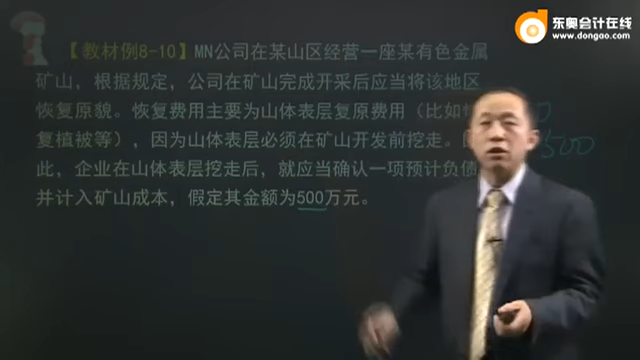 东奥会计在线
www.dongao.com
【教材例8-10】MN公司在某山区经营一座某有色金属
矿山，根据规定，公司在矿山完成开采后应当将该地区
恢复原貌。恢复费用主要为山体表层复原费用（比如
复植被等），因为山体表层必须在矿山开发前挖走。
此，企业在山体表层挖走后，就应当确认一项预计负债
并计入矿山成本，假定其金额为500万元。
500